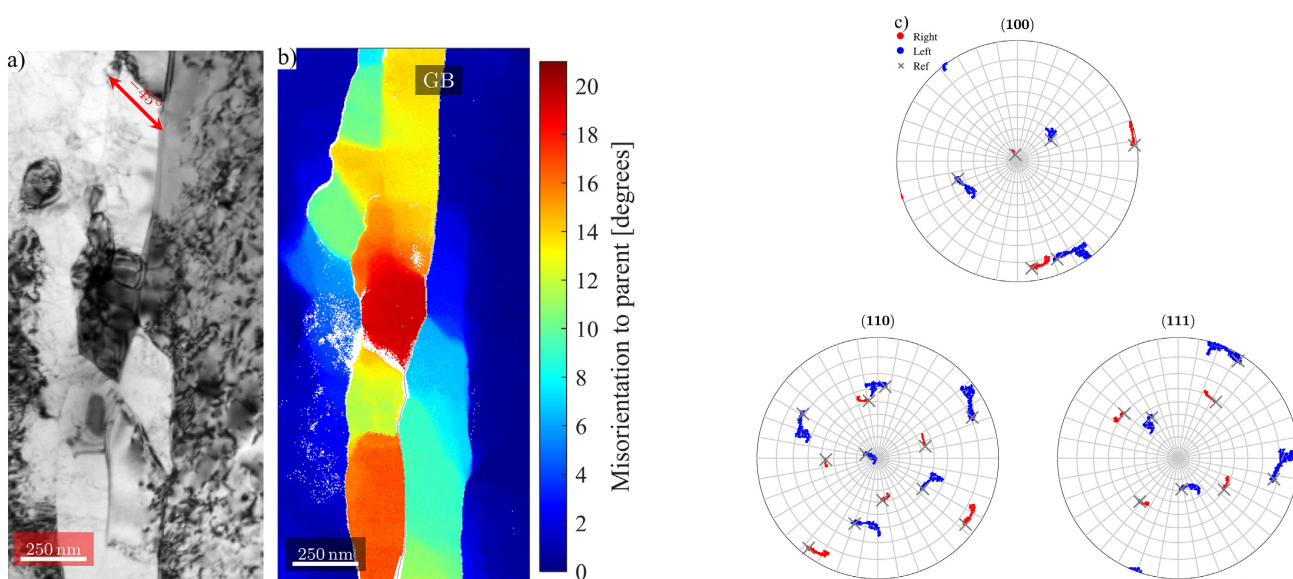 a)
−45°
250 nm
b)
GB
250 nm
20
18
16
14
12
10
8
6
4
2
0
Misorientation to parent [degrees]
c)
(100)
Right
Left
Ref
(110)
(111)